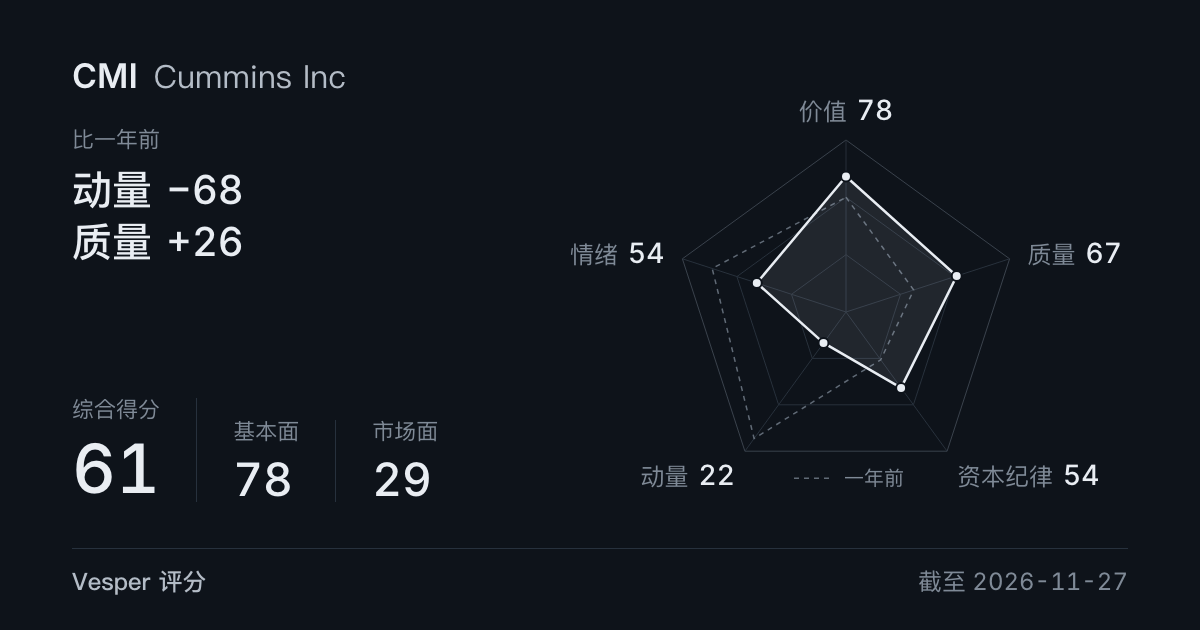 CMI Cummins Inc
比一年前
动量 −68
质量 +26
综合得分
61
基本面
78
市场面
29
价值 78
情绪 54
质量 67
动量 22
一年前
资本纪律 54
Vesper 评分
截至 2026-11-27